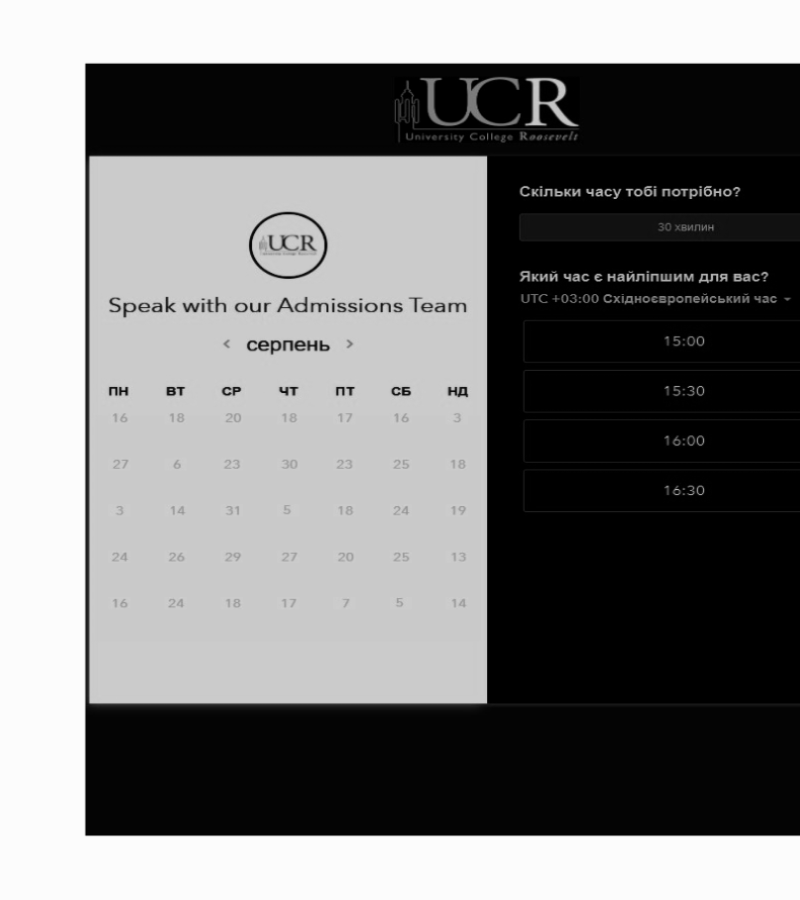 UCR
University College Roosevelt
UCR
Speak with our Admissions Team
< серпень >
ПН ВТ СР ЧТ ПТ СБ НД
16 18 20 18 17 16 3
27 6 23 30 23 25 18
3 14 31 5 18 24 19
24 26 29 27 20 25 13
16 24 18 17 7 5 14
Скільки часу тобі потрібно?
30 хвилин
Який час є найліпшим для вас?
UTC +03:00 Східноєвропейський час
15:00
15:30
16:00
16:30